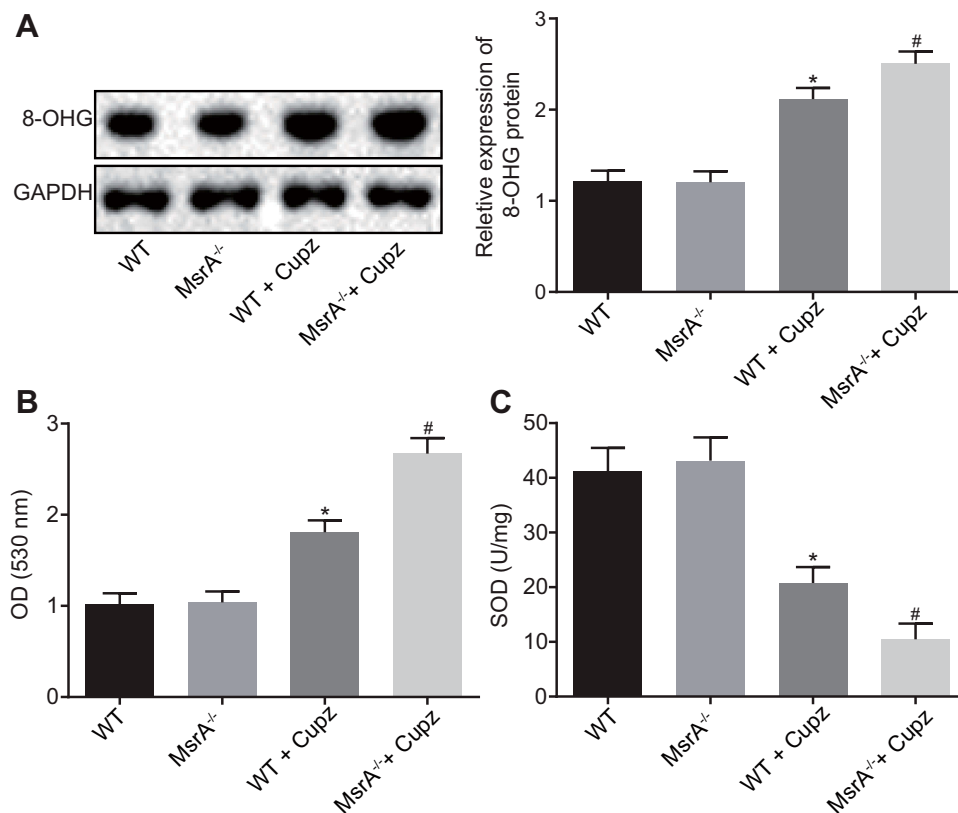 A
8-OHG
GAPDH
WT
MsrA⁻/⁻
WT + Cupz
MsrA⁻/⁻+ Cupz
Reletive expression of
8-OHG protein
3
2
1
0
*
#
WT
MsrA⁻/⁻
WT + Cupz
MsrA⁻/⁻+ Cupz
B
OD (530 nm)
3
2
1
0
*
#
WT
MsrA⁻/⁻
WT + Cupz
MsrA⁻/⁻+ Cupz
C
SOD (U/mg)
50
40
30
20
10
0
*
#
WT
MsrA⁻/⁻
WT + Cupz
MsrA⁻/⁻+ Cupz